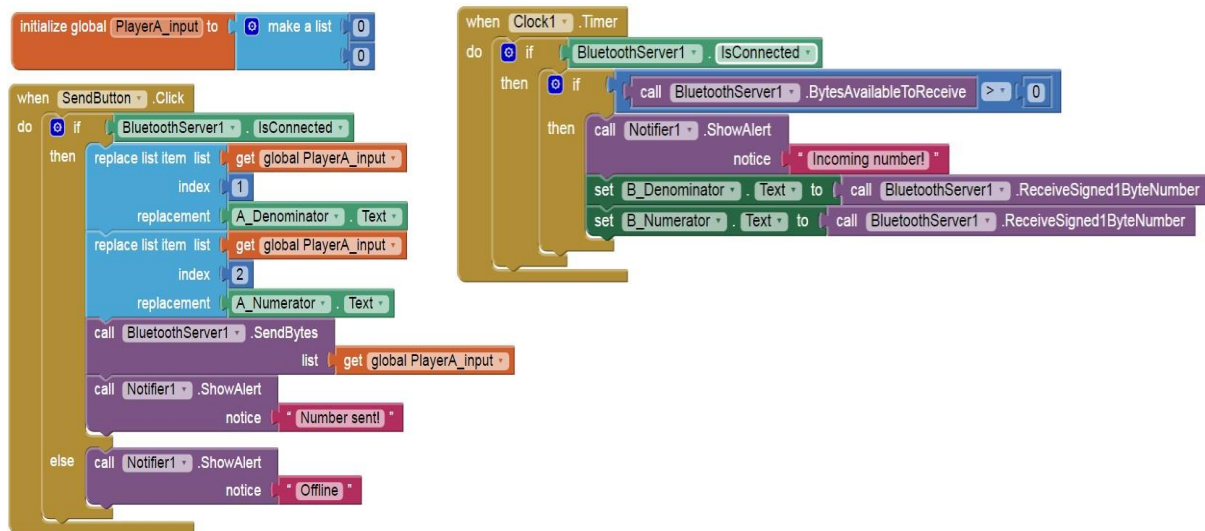 initialize global PlayerA_input to make a list 0
0
when SendButton .Click
do if BluetoothServer1 . IsConnected
then replace list item list get global PlayerA_input
index 1
replacement A_Denominator . Text
replace list item list get global PlayerA_input
index 2
replacement A_Numerator . Text
call BluetoothServer1 .SendBytes
list get global PlayerA_input
call Notifier1 .ShowAlert
notice " Number sent! "
else call Notifier1 .ShowAlert
notice " Offline "
when Clock1 .Timer
do if BluetoothServer1 . IsConnected
then if call BluetoothServer1 .BytesAvailableToReceive > 0
then call Notifier1 .ShowAlert
notice " Incoming number! "
set B_Denominator . Text to call BluetoothServer1 .ReceiveSigned1ByteNumber
set B_Numerator . Text to call BluetoothServer1 .ReceiveSigned1ByteNumber